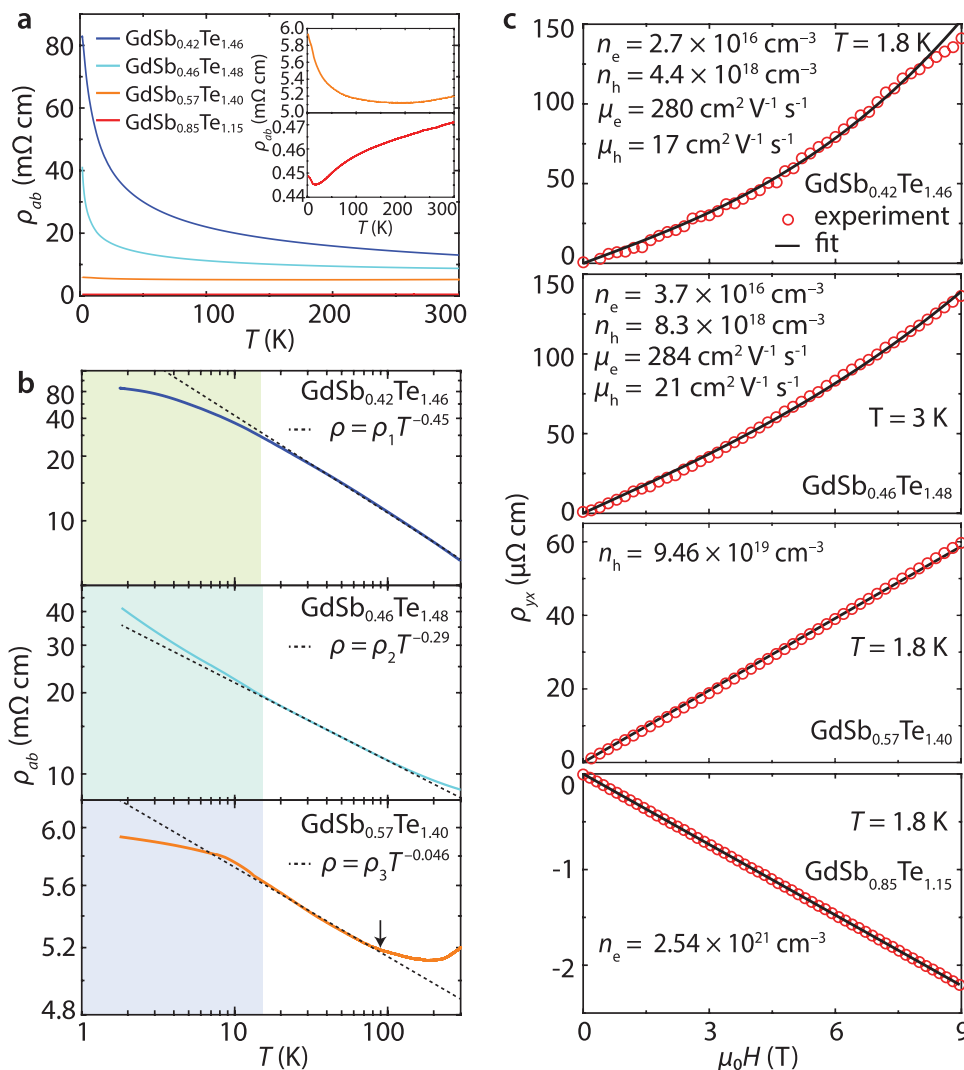 a
GdSb0.42Te1.46
GdSb0.46Te1.48
GdSb0.57Te1.40
GdSb0.85Te1.15
80
60
40
20
0
ρab (mΩ cm)
0
100
200
300
T (K)
6.0
5.8
5.6
5.4
5.2
5.0
0.47
0.46
0.45
0.44
ρab (mΩ cm)
0
100
200
300
T (K)
b
80
40
20
10
GdSb0.42Te1.46
ρ = ρ1T−0.45
40
30
20
10
GdSb0.46Te1.48
ρ = ρ2T−0.29
6.0
5.6
5.2
4.8
GdSb0.57Te1.40
ρ = ρ3T−0.046
ρab (mΩ cm)
1
10
100
T (K)
c
150
100
50
0
ne = 2.7 × 10^16 cm−3
T = 1.8 K
nh = 4.4 × 10^18 cm−3
μe = 280 cm2 V-1 s-1
μh = 17 cm2 V-1 s-1
GdSb0.42Te1.46
experiment
fit
150
100
50
0
ne = 3.7 × 10^16 cm−3
nh = 8.3 × 10^18 cm−3
μe = 284 cm2 V-1 s-1
μh = 21 cm2 V-1 s-1
T = 3 K
GdSb0.46Te1.48
60
40
20
0
nh = 9.46 × 10^19 cm−3
T = 1.8 K
GdSb0.57Te1.40
0
-1
-2
T = 1.8 K
GdSb0.85Te1.15
ne = 2.54 × 10^21 cm−3
ρyx (μΩ cm)
0
3
6
9
μ0H (T)